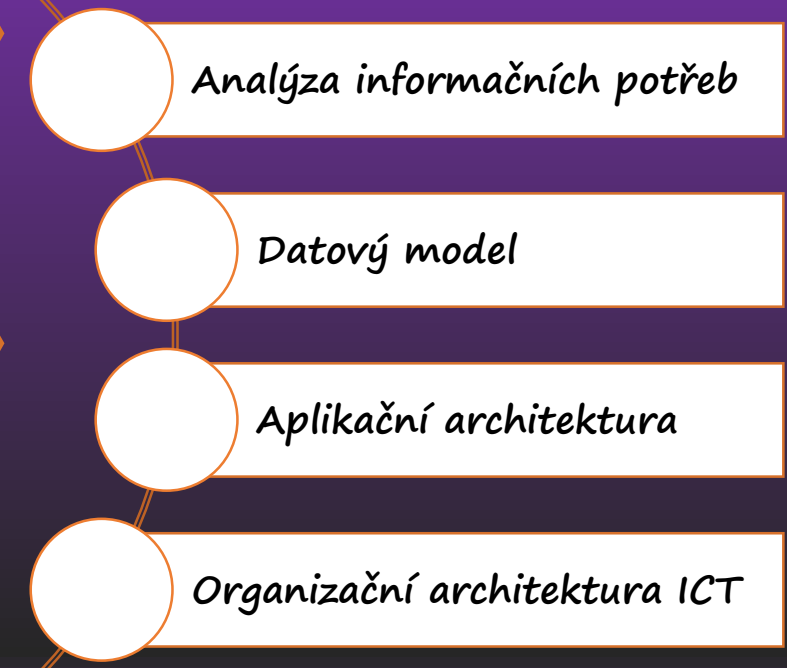 Analýza informačních potřeb
Datový model
Aplikační architektura
Organizační architektura ICT